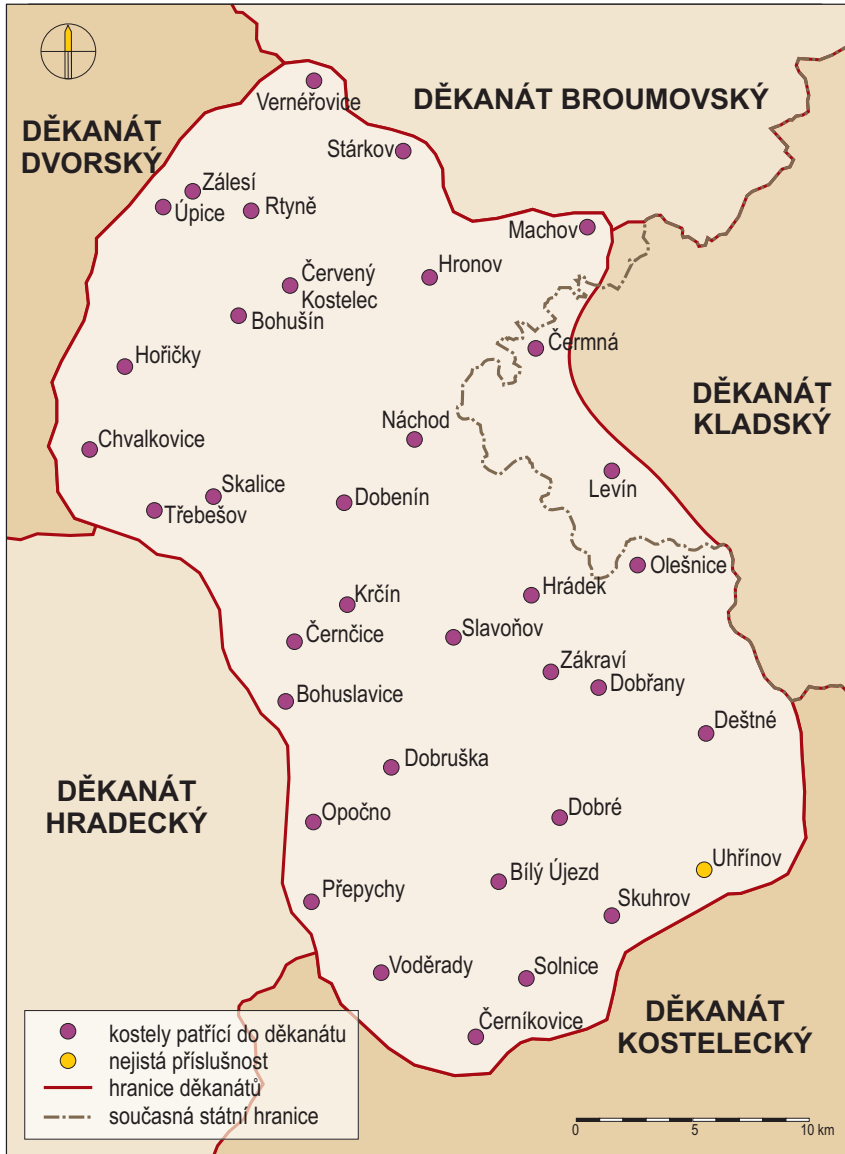 DĚKANÁT BROUMOVSKÝ
DĚKANÁT
DVORSKÝ
Vernéřovice
Stárkov
Zálesí
Úpice
Rtyně
Machov
Hronov
Červený
Kostelec
Bohušín
Čermná
Hořičky
DĚKANÁT
KLADSKÝ
Náchod
Chvalkovice
Levín
Skalice
Třebešov
Dobenín
Olešnice
Hrádek
Krčín
Černčice
Slavoňov
Zákraví
Dobřany
Bohuslavice
Deštné
Dobruška
DĚKANÁT
HRADECKÝ
Opočno
Dobré
Uhřínov
Bílý Újezd
Přepychy
Skuhrov
Voděrady
Solnice
Černíkovice
DĚKANÁT
KOSTELECKÝ
kostely patřící do děkanátu
nejistá příslušnost
hranice děkanátů
současná státní hranice
0 5 10 km